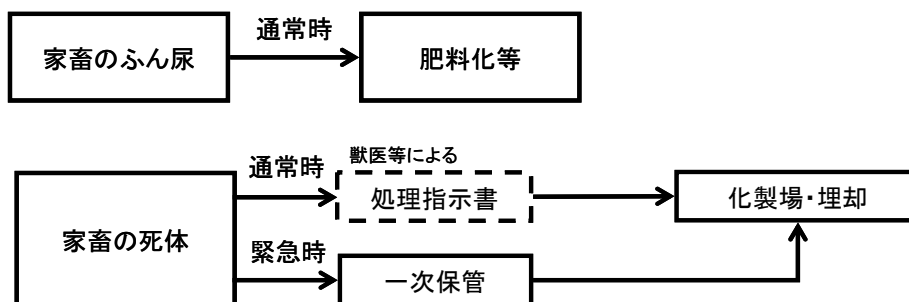 家畜のふん尿
通常時
肥料化等
家畜の死体
通常時
獣医等による
処理指示書
化製場・埋却
緊急時
一次保管